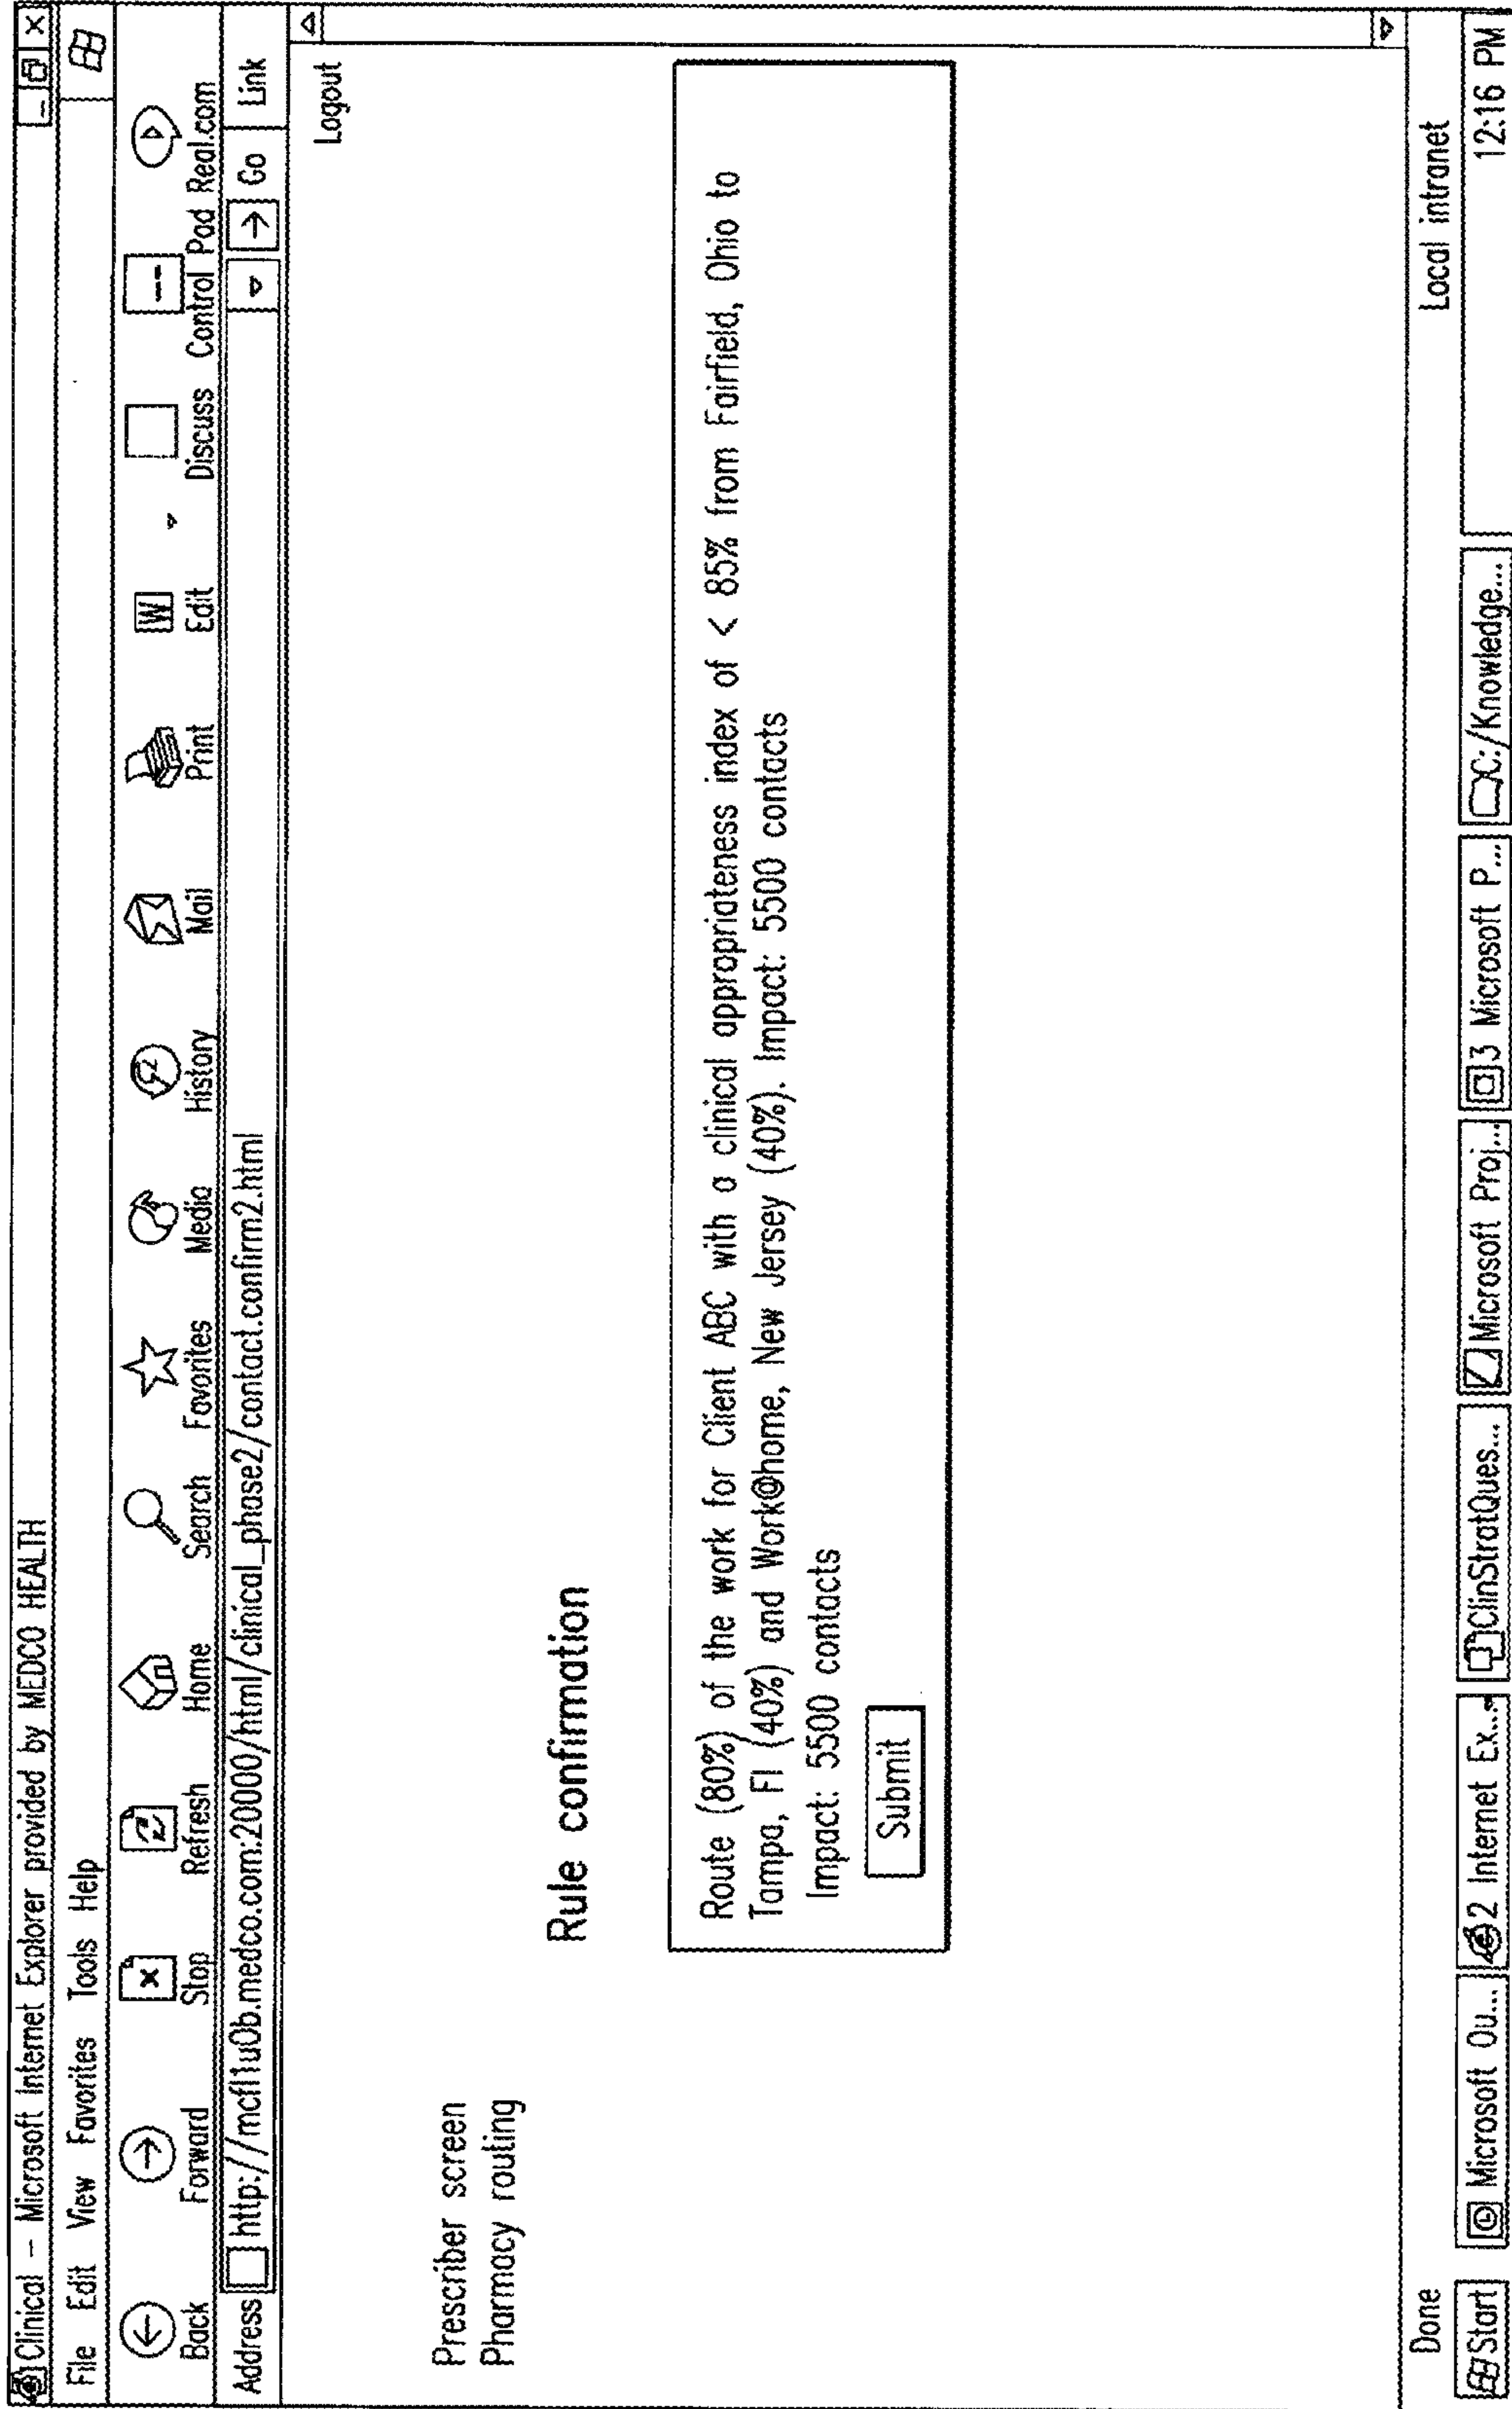 Clinical – Microsoft Internet Explorer provided by MEDCO HEALTH
File Edit View Favorites Tools Help
Back Forward Stop Refresh Home Search Favorites Media History Mail Print Edit Discuss Control Pad Real.com
Address http://mcf1u0b.medco.com:20000/html/clinical_phase2/contact.confirm2.html Go Link
Logout
Prescriber screen
Pharmacy routing
Rule confirmation
Route (80%) of the work for Client ABC with a clinical appropriateness index of < 85% from Fairfield, Ohio to
Tampa, Fl (40%) and Work@home, New Jersey (40%). Impact: 5500 contacts
Impact: 5500 contacts
Submit
Done Local intranet
Start Microsoft Ou... 2 Internet Ex... ClinStratQues... Microsoft Proj... 3 Microsoft P... C:/Knowledge... 12:16 PM